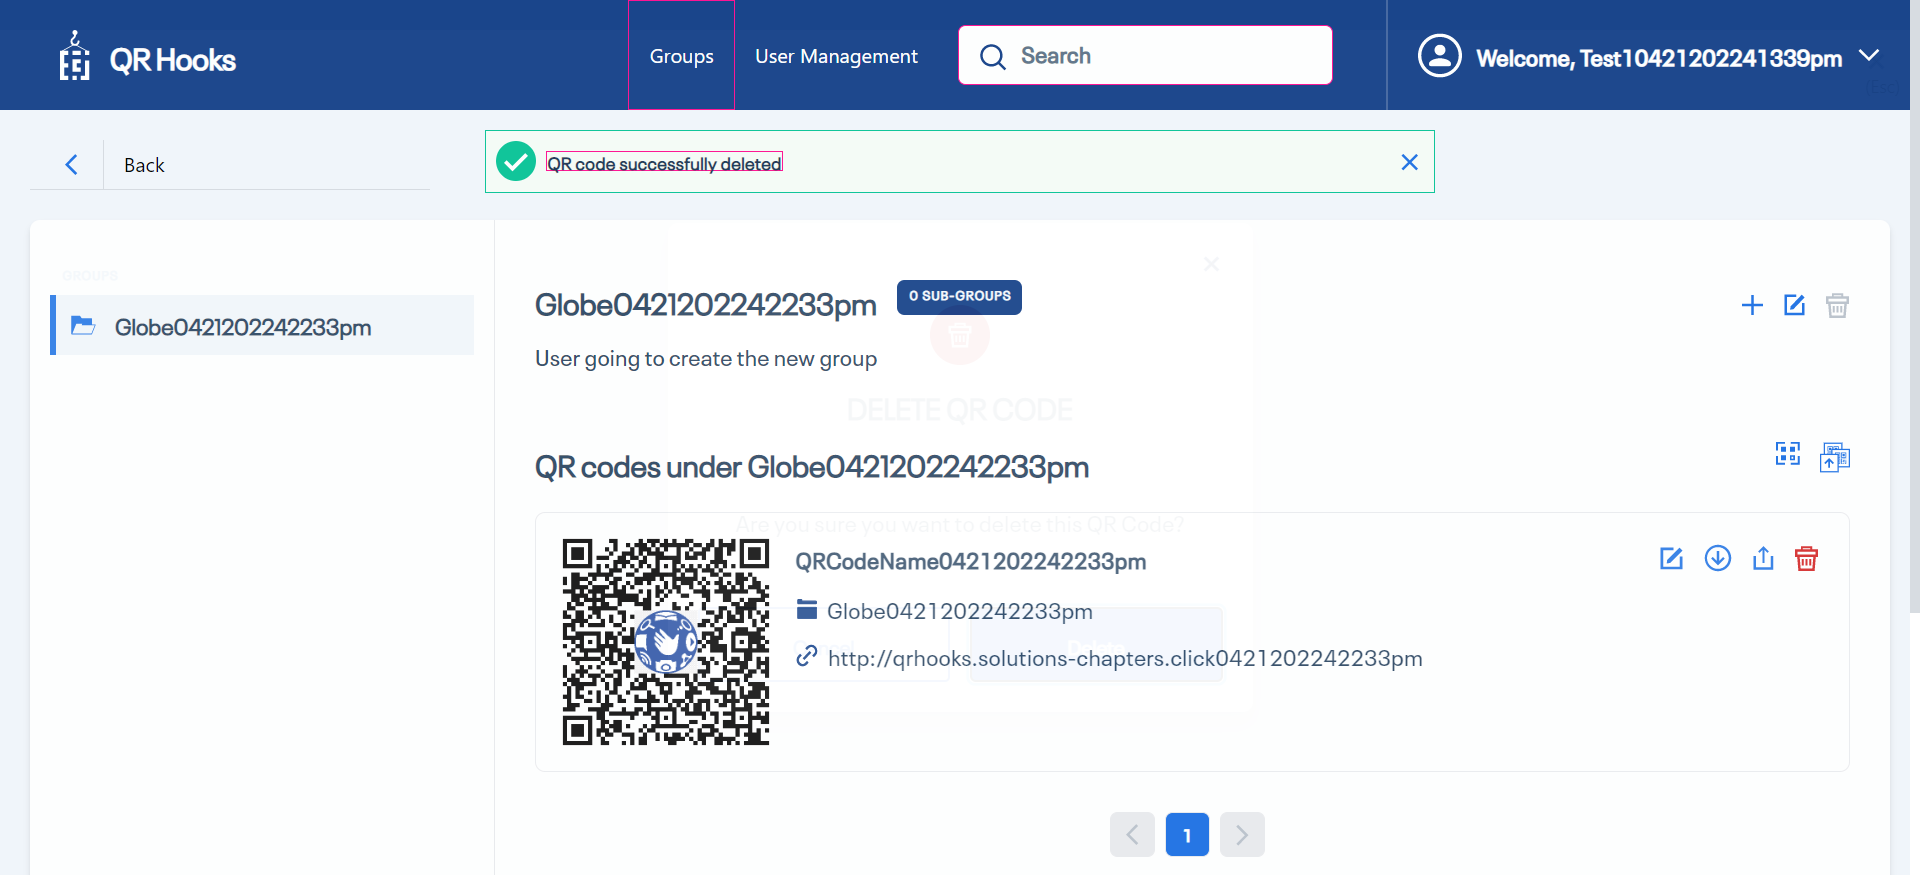 QR Hooks
Groups
User Management
Search
Welcome, Test10421202241339pm
Back
QR code successfully deleted
GROUPS
Globe0421202242233pm
Globe0421202242233pm
0 SUB-GROUPS
User going to create the new group
DELETE QR CODE
QR codes under Globe0421202242233pm
Are you sure you want to delete this QR Code?
QRCodeName0421202242233pm
Globe0421202242233pm
http://qrhooks.solutions-chapters.click0421202242233pm
1